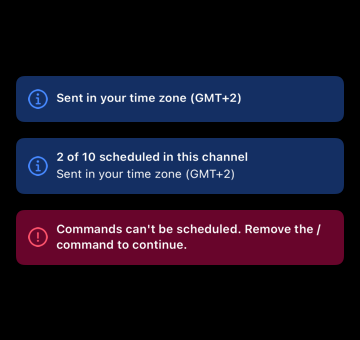 Sent in your time zone (GMT+2)
2 of 10 scheduled in this channel
Sent in your time zone (GMT+2)
Commands can't be scheduled. Remove the /
command to continue.